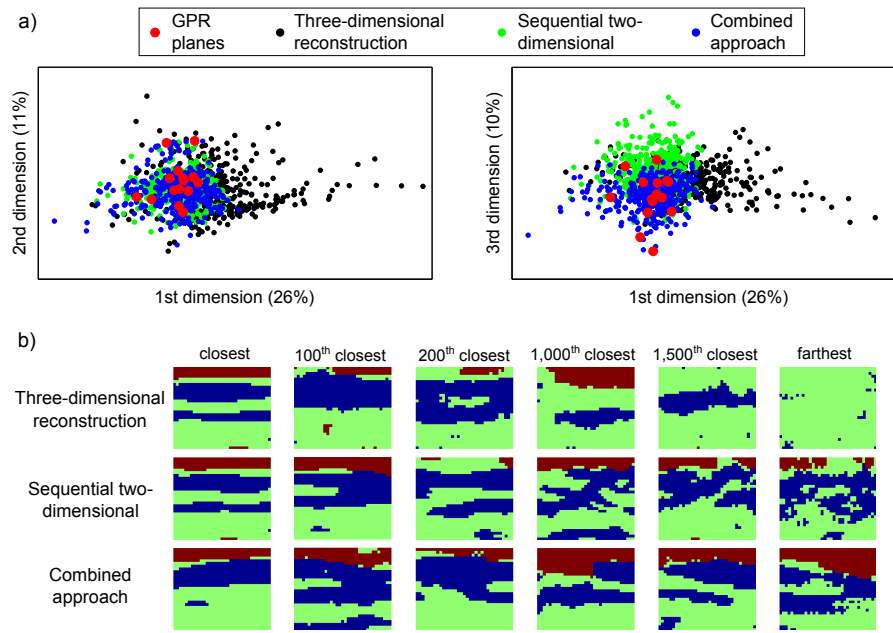 a)
GPR planes
Three-dimensional reconstruction
Sequential two-dimensional
Combined approach
2nd dimension (11%)
1st dimension (26%)
3rd dimension (10%)
1st dimension (26%)
b)
closest
100th closest
200th closest
1,000th closest
1,500th closest
farthest
Three-dimensional
reconstruction
Sequential two-
dimensional
Combined
approach